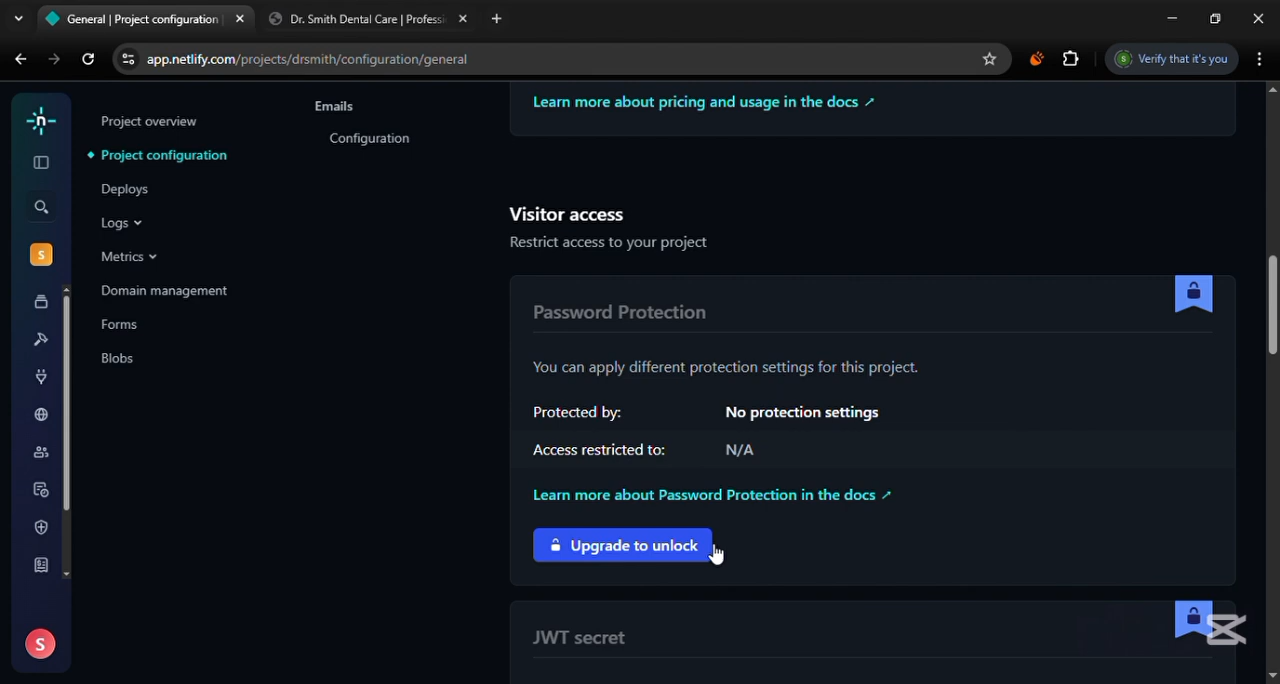 General | Project configuration
Dr. Smith Dental Care | Profess
app.netlify.com/projects/drsmith/configuration/general
S
Verify that it's you
n
Learn more about pricing and usage in the docs ↗
Emails
Configuration
Project overview
Project configuration
Deploys
Logs
Metrics
Domain management
Forms
Blobs
S
S
Visitor access
Restrict access to your project
Password Protection
You can apply different protection settings for this project.
Protected by: No protection settings
Access restricted to: N/A
Learn more about Password Protection in the docs ↗
Upgrade to unlock
JWT secret